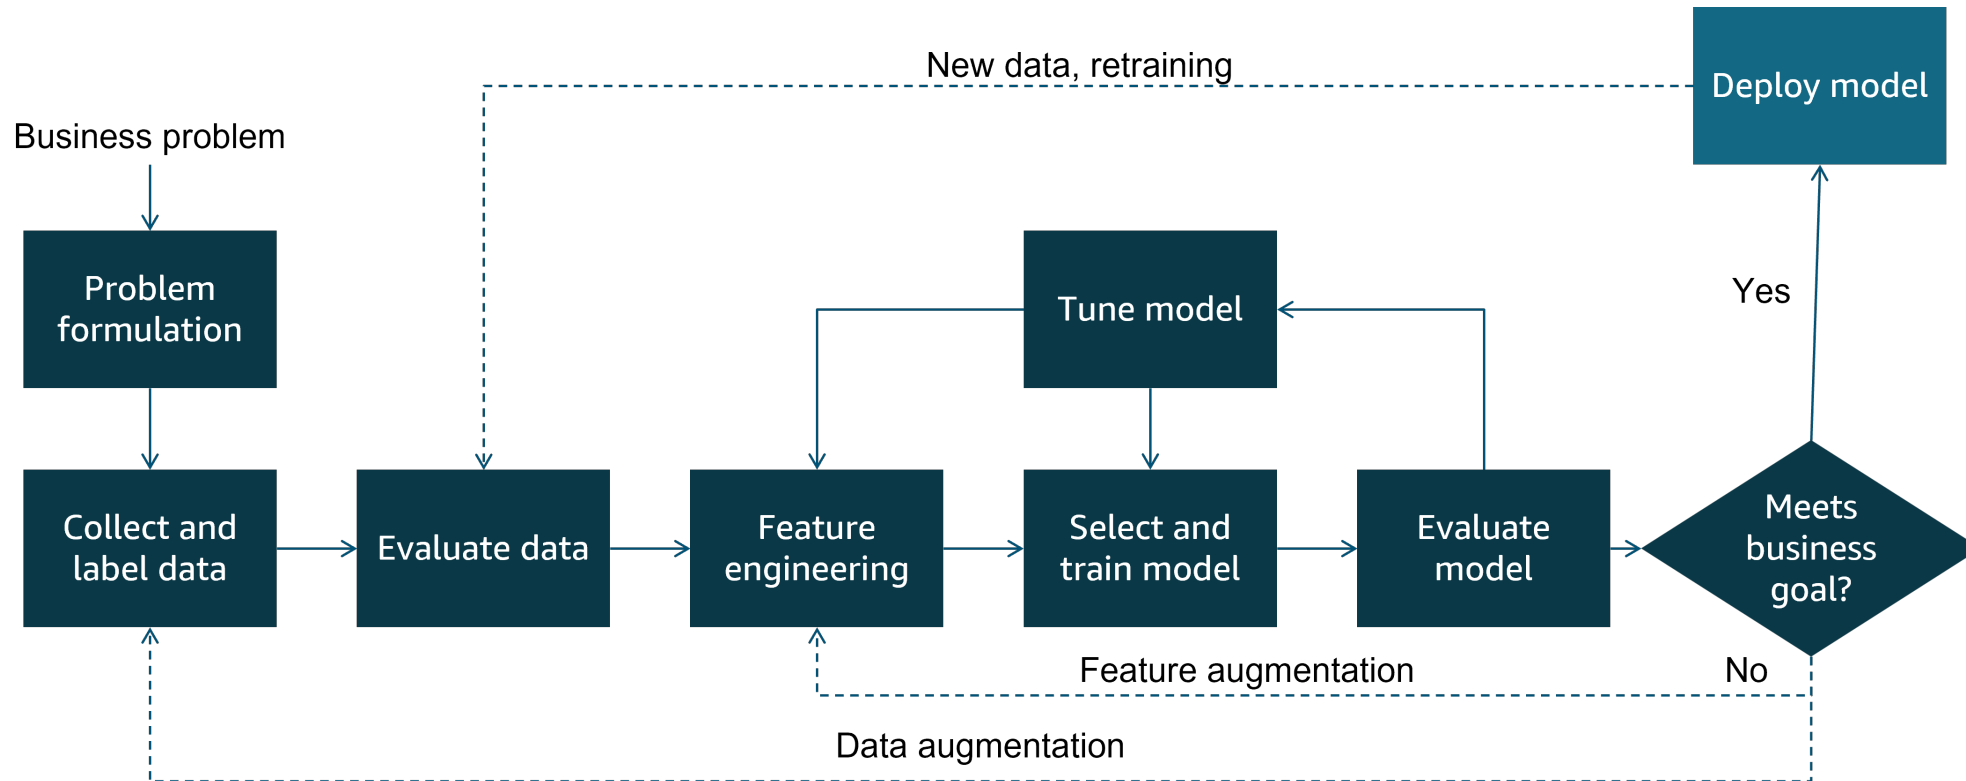 New data, retraining
Deploy model
Business problem
Problem
formulation
Tune model
Yes
Collect and
label data
Evaluate data
Feature
engineering
Select and
train model
Evaluate
model
Meets
business
goal?
Feature augmentation
No
Data augmentation